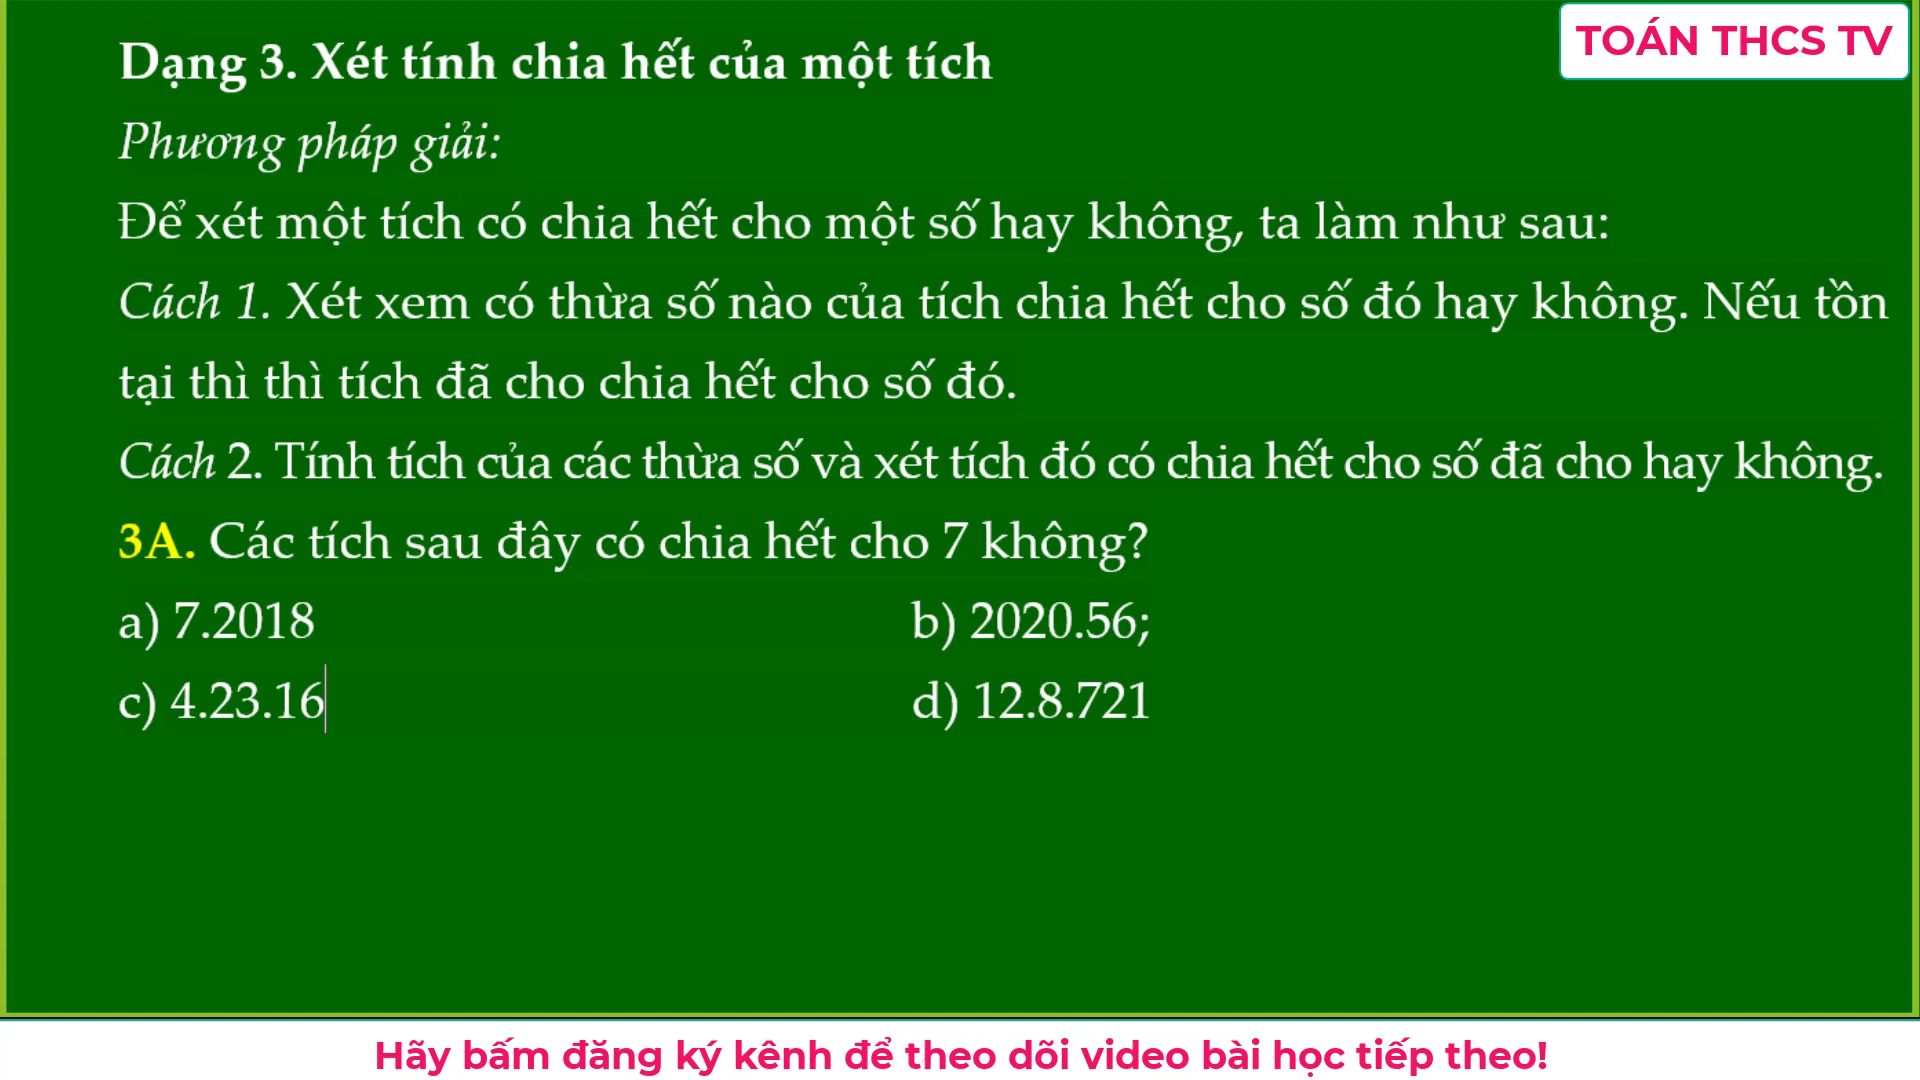 TOÁN THCS TV
Dạng 3. Xét tính chia hết của một tích
Phương pháp giải:
Để xét một tích có chia hết cho một số hay không, ta làm như sau:
Cách 1. Xét xem có thừa số nào của tích chia hết cho số đó hay không. Nếu tồn
tại thì thì tích đã cho chia hết cho số đó.
Cách 2. Tính tích của các thừa số và xét tích đó có chia hết cho số đã cho hay không.
3A. Các tích sau đây có chia hết cho 7 không?
a) 7.2018 b) 2020.56;
c) 4.23.16 d) 12.8.721
Hãy bấm đăng ký kênh để theo dõi video bài học tiếp theo!